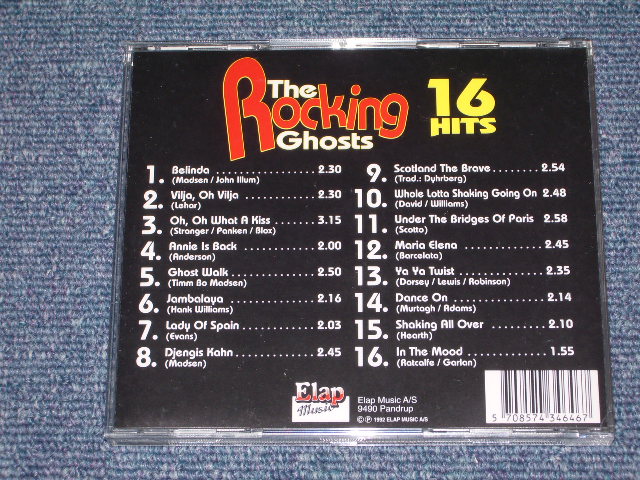 The
Rocking
Ghosts
16
HITS
1. Belinda ............ 2.30
(Madsen / John Illum)
2. Vilja, Oh Vilja ............ 2.30
(Lehar)
3. Oh, Oh What A Kiss ....... 3.15
(Stranger / Panken / Blox)
4. Annie Is Back ............ 2.00
(Anderson)
5. Ghost Walk ............ 2.50
(Timm Bo Madsen)
6. Jambalaya ............ 2.16
(Hank Williams)
7. Lady Of Spain ............ 2.03
(Evans)
8. Djengis Kahn ............ 2.45
(Madsen)
9. Scotland The Brave ........ 2.54
(Trad.: Dyhrberg)
10. Whole Lotta Shaking Going On 2.48
(David / Williams)
11. Under The Bridges Of Paris 2.58
(Scotto)
12. Maria Elena ............ 2.45
(Barcelata)
13. Ya Ya Twist ............ 2.35
(Dorsey / Lewis / Robinson)
14. Dance On ............ 2.14
(Murtagh / Adams)
15. Shaking All Over ............ 2.10
(Hearth)
16. In The Mood ............ 1.55
(Ratcalfe / Garlan)
Elap
Music
Elap Music A/S
9490 Pandrup
©℗ 1992 ELAP MUSIC A/S
5 708574 346467